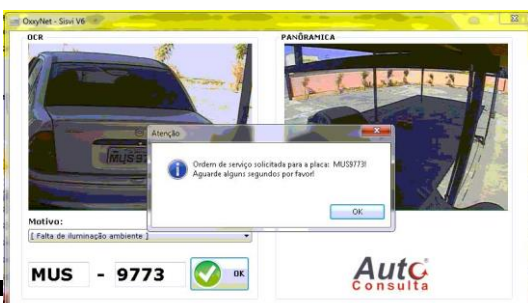 OxxyNet - Sisvi V6
OCR
PANÔRAMICA
MUS97
Atenção
Ordem de serviço solicitada para a placa: MUS9773!
Aguarde alguns segundos por favor!
OK
Motivo:
[ Falta de iluminação ambiente ]
MUS - 9773
OK
Auto
Consulta